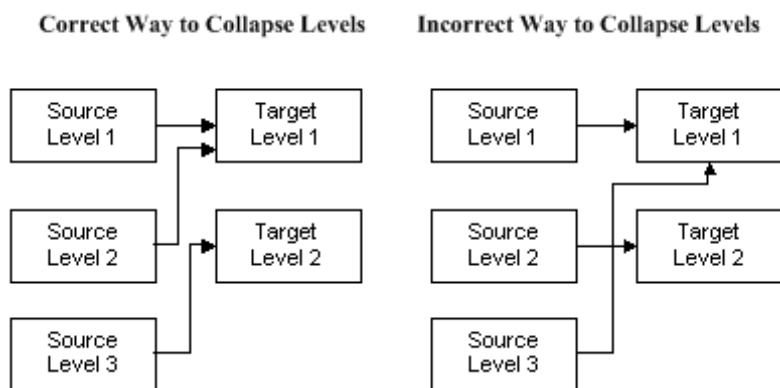 Correct Way to Collapse Levels
Incorrect Way to Collapse Levels
Source
Level 1
Target
Level 1
Source
Level 2
Target
Level 2
Source
Level 3
Source
Level 1
Target
Level 1
Source
Level 2
Target
Level 2
Source
Level 3